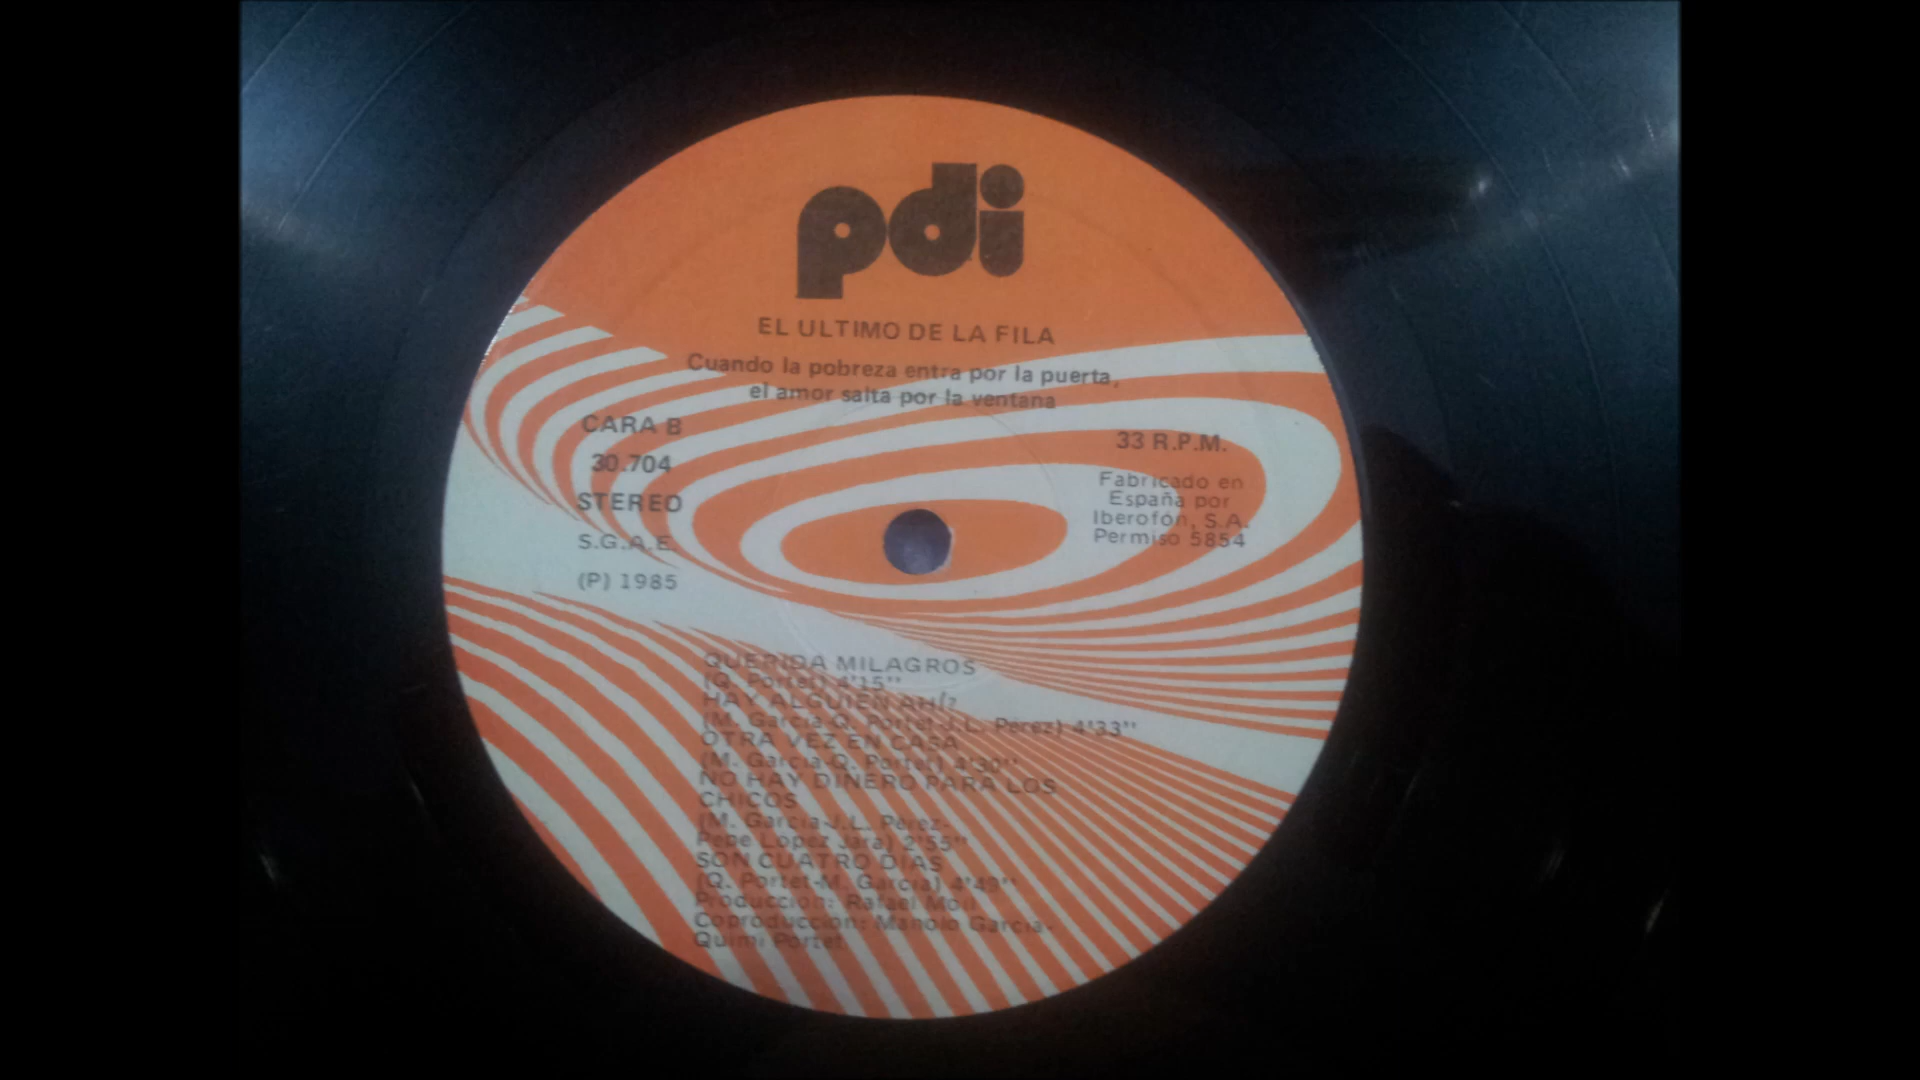 pdi
EL ULTIMO DE LA FILA
Cuando la pobreza entra por la puerta,
el amor salta por la ventana
CARA B
30.704
STEREO
S.G.A.E.
(P) 1985
33 R.P.M.
Fabricado en
España por
Iberofón, S.A.
Permiso 5854
QUERIDA MILAGROS
(Q. Portet) 4'15''
HAY ALGUIEN AHÍ?
(M. García-Q. Portet-J.L. Pérez) 4'33''
OTRA VEZ EN CASA
(M. García-Q. Portet) 4'30''
NO HAY DINERO PARA LOS
CHICOS
(M. García-J.L. Pérez-
Pepe López Jara) 2'55''
SON CUATRO DIAS
(Q. Portet-M. García) 4'49''
Producción: Rafael Moll
Coproducción: Manolo García-
Quimi Portet